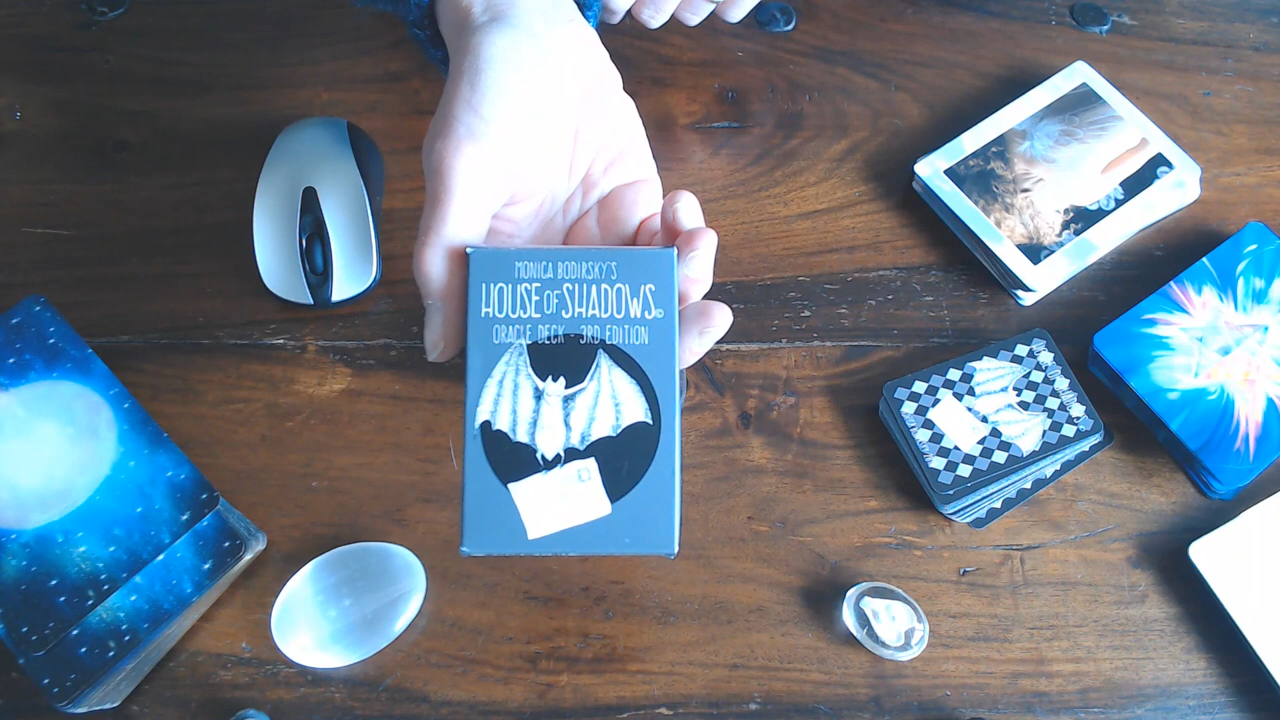 MONICA BODIRSKY'S
HOUSE OF SHADOWS©
ORACLE DECK - 3RD EDITION